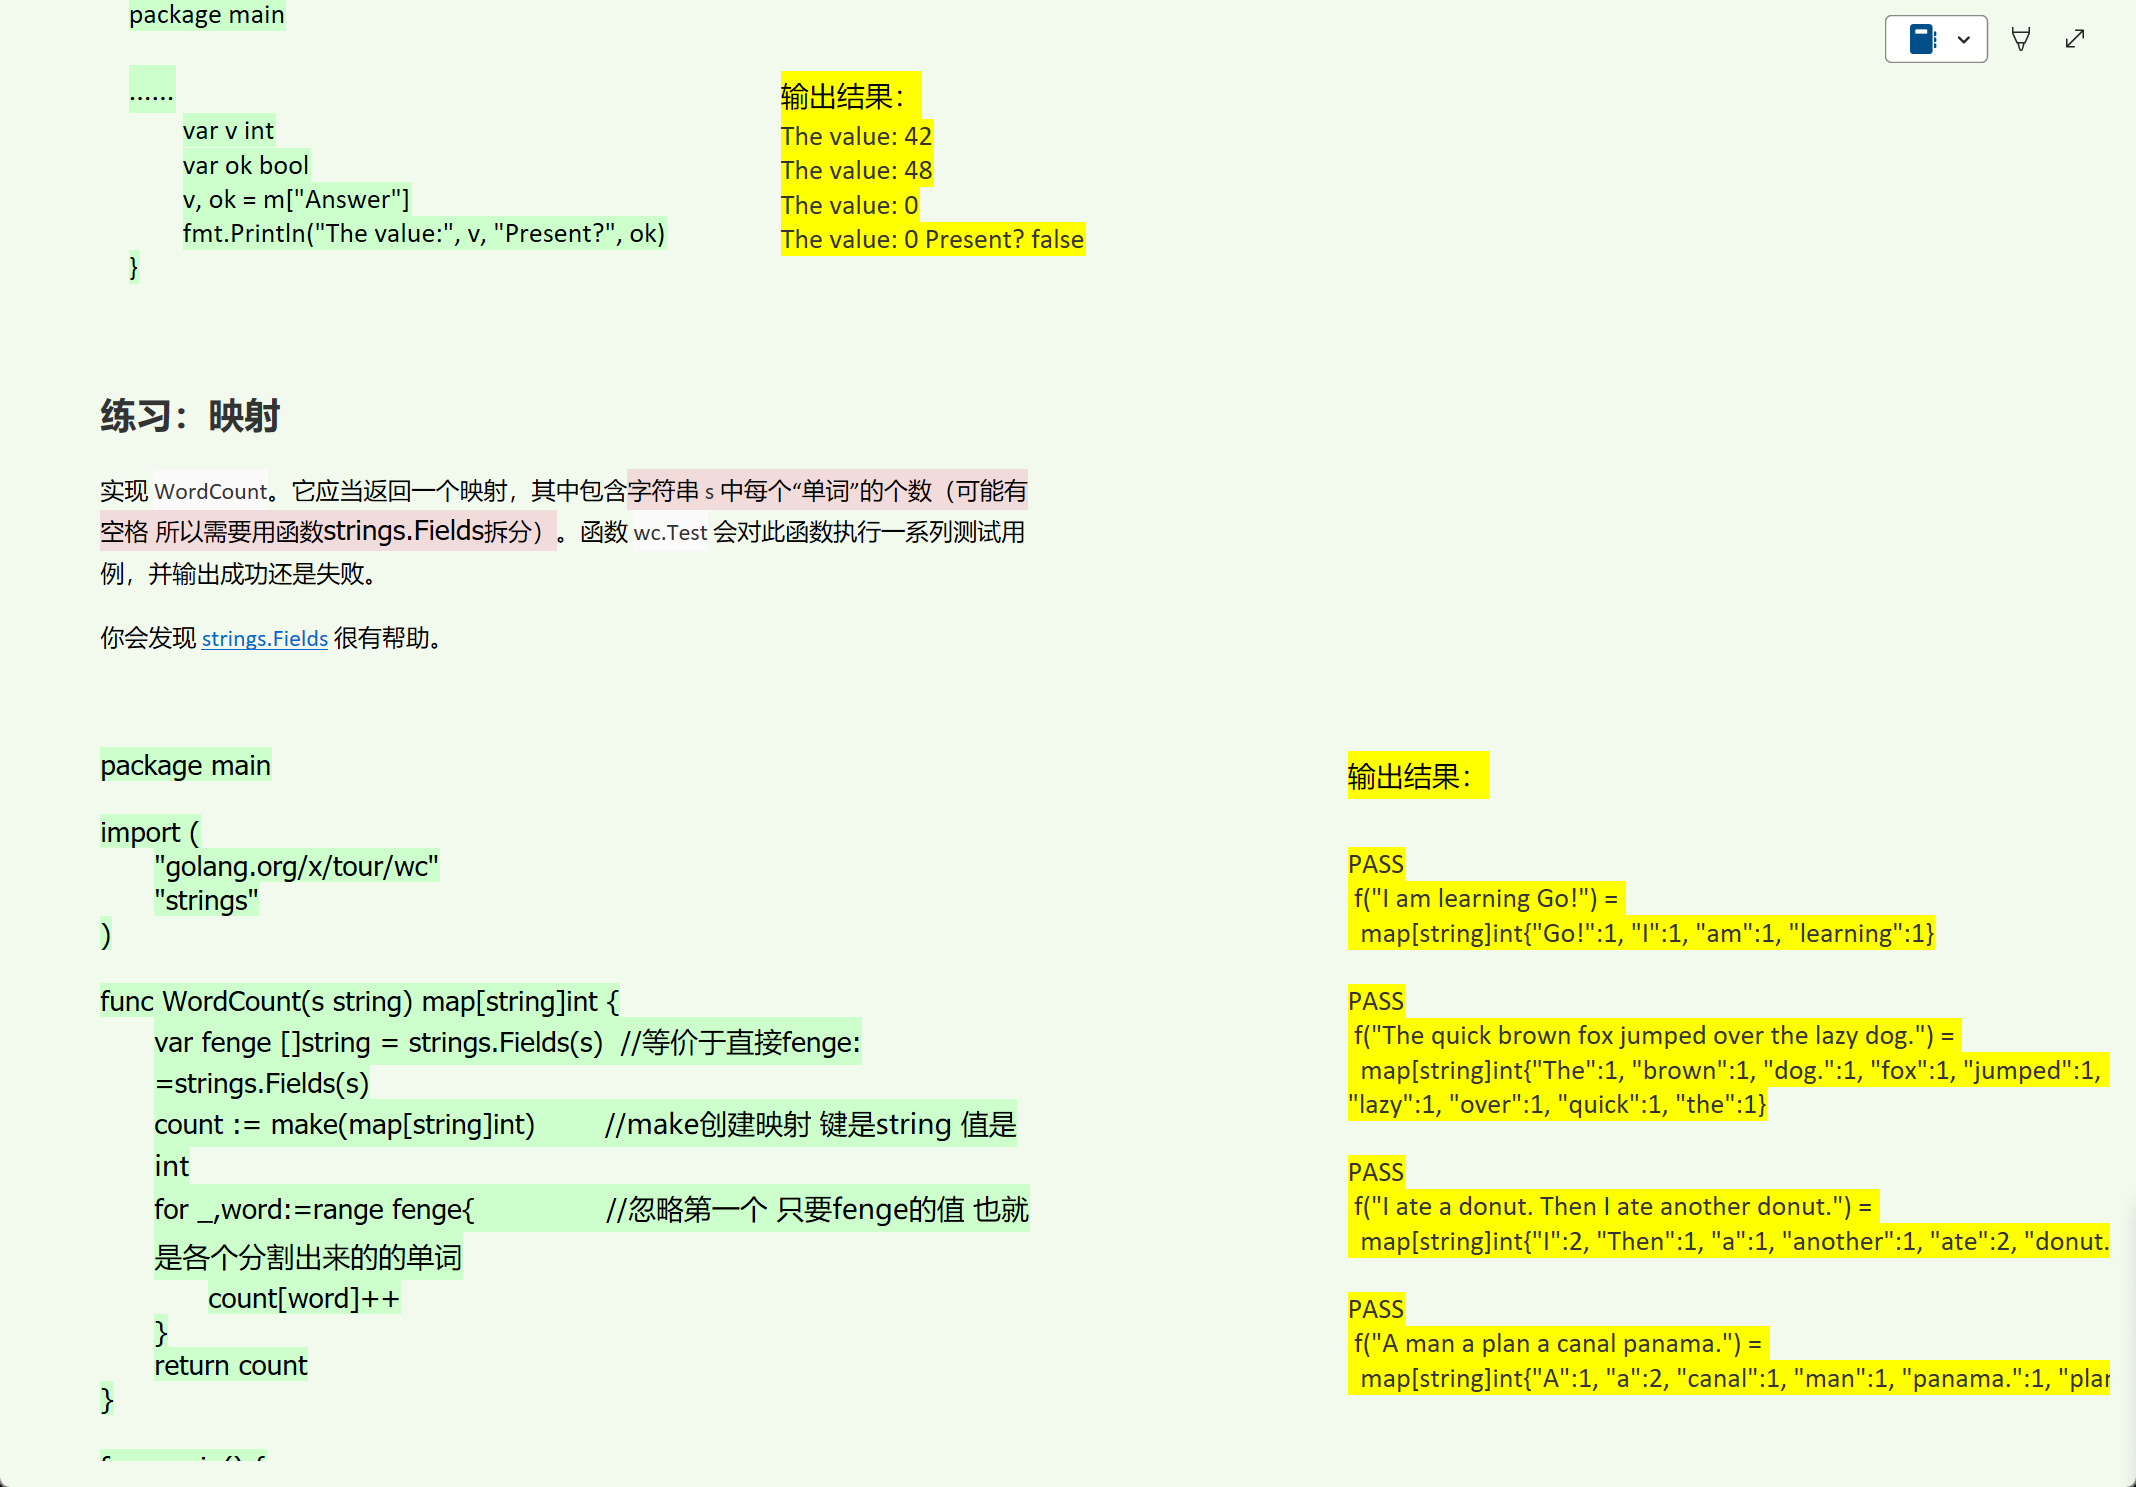 package main
......
var v int
var ok bool
v, ok = m["Answer"]
fmt.Println("The value:", v, "Present?", ok)
}
输出结果：
The value: 42
The value: 48
The value: 0
The value: 0 Present? false
练习：映射
实现 WordCount。它应当返回一个映射，其中包含字符串 s 中每个“单词”的个数（可能有
空格 所以需要用函数strings.Fields拆分）。函数 wc.Test 会对此函数执行一系列测试用
例，并输出成功还是失败。
你会发现 strings.Fields 很有帮助。
package main
import (
"golang.org/x/tour/wc"
"strings"
)
func WordCount(s string) map[string]int {
var fenge []string = strings.Fields(s)  //等价于直接fenge:
=strings.Fields(s)
count := make(map[string]int)  //make创建映射 键是string 值是
int
for _,word:=range fenge{  //忽略第一个 只要fenge的值 也就
是各个分割出来的的单词
count[word]++
}
return count
}
输出结果：
PASS
f("I am learning Go!") =
map[string]int{"Go!":1, "I":1, "am":1, "learning":1}
PASS
f("The quick brown fox jumped over the lazy dog.") =
map[string]int{"The":1, "brown":1, "dog.":1, "fox":1, "jumped":1,
"lazy":1, "over":1, "quick":1, "the":1}
PASS
f("I ate a donut. Then I ate another donut.") =
map[string]int{"I":2, "Then":1, "a":1, "another":1, "ate":2, "donut.
PASS
f("A man a plan a canal panama.") =
map[string]int{"A":1, "a":2, "canal":1, "man":1, "panama.":1,